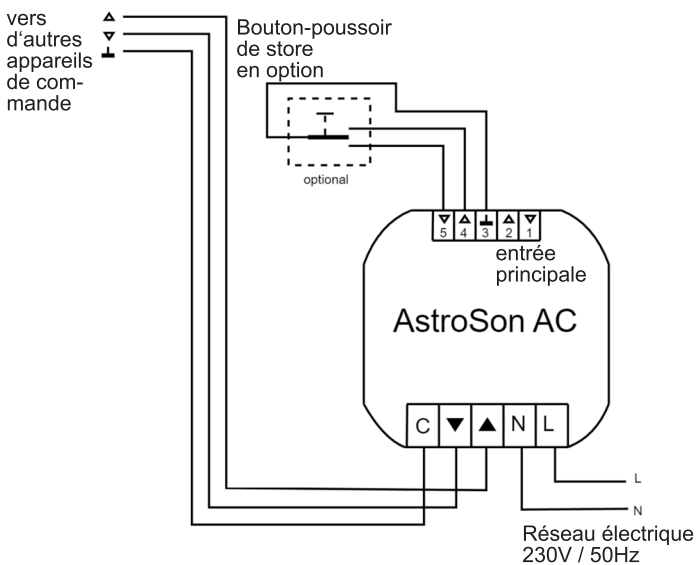 vers
d‘autres
appareils
de com-
mande
Bouton-poussoir
de store
en option
optional
5 4 3 2 1
entrée
principale
AstroSon AC
C N L
L
N
Réseau électrique
230V / 50Hz